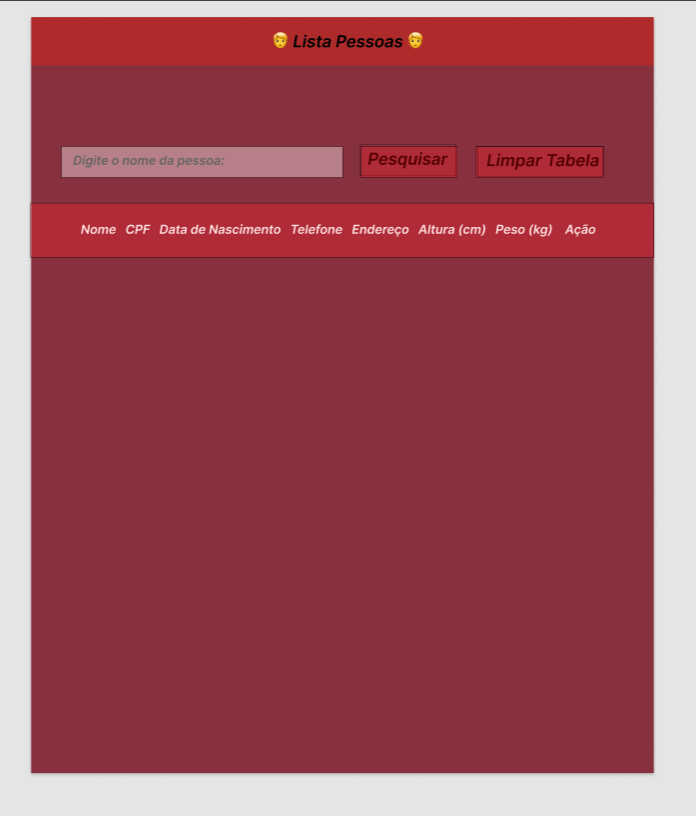 👨 Lista Pessoas 👨
Digite o nome da pessoa: Pesquisar Limpar Tabela
Nome CPF Data de Nascimento Telefone Endereço Altura (cm) Peso (kg) Ação